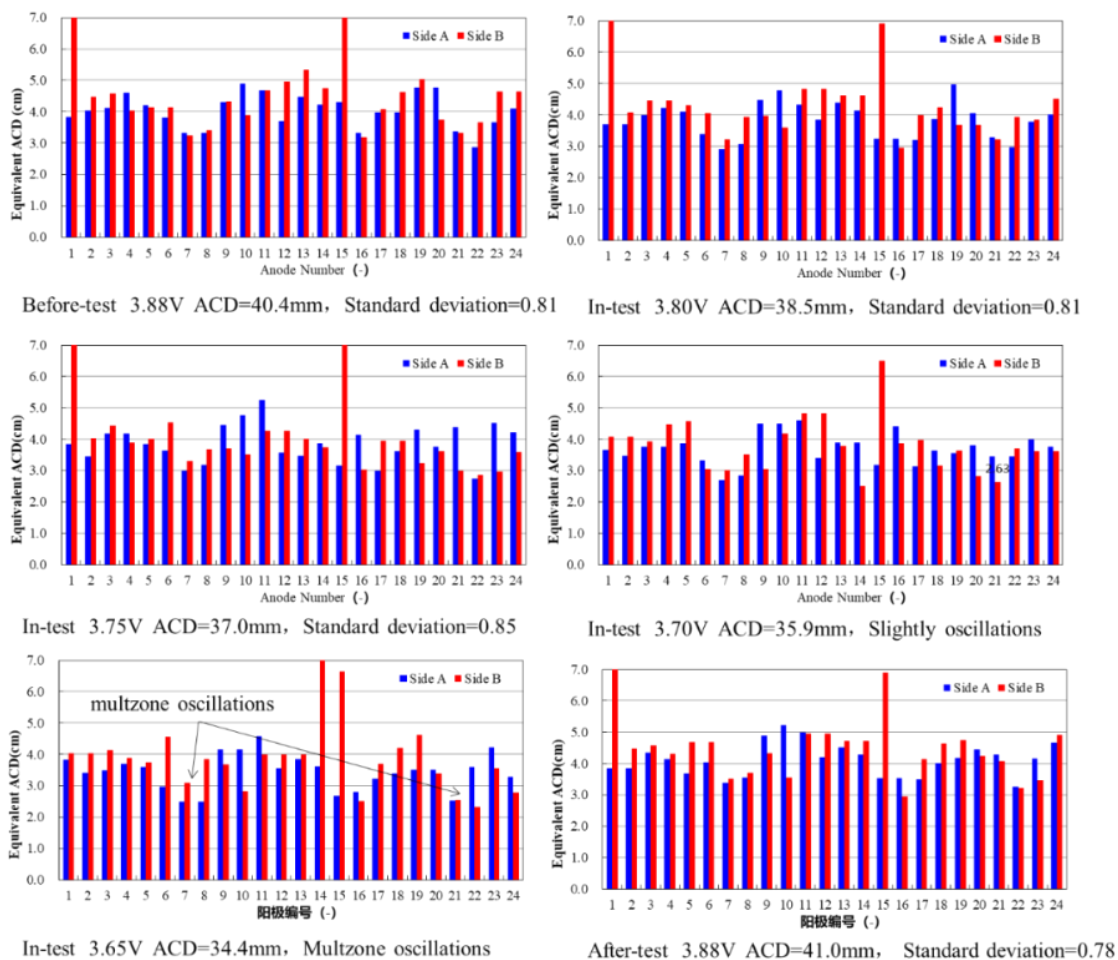 7.0
6.0
5.0
4.0
3.0
2.0
1.0
0.0
Equivalent ACD (cm)
Side A Side B
1 2 3 4 5 6 7 8 9 10 11 12 13 14 15 16 17 18 19 20 21 22 23 24
Anode Number (-)
Before-test 3.88V ACD=40.4mm, Standard deviation=0.81
7.0
6.0
5.0
4.0
3.0
2.0
1.0
0.0
Equivalent ACD(cm)
Side A Side B
1 2 3 4 5 6 7 8 9 10 11 12 13 14 15 16 17 18 19 20 21 22 23 24
Anode Number (-)
In-test 3.80V ACD=38.5mm, Standard deviation=0.81
7.0
6.0
5.0
4.0
3.0
2.0
1.0
0.0
Equivalent ACD(cm)
Side A Side B
1 2 3 4 5 6 7 8 9 10 11 12 13 14 15 16 17 18 19 20 21 22 23 24
Anode Number (-)
In-test 3.75V ACD=37.0mm, Standard deviation=0.85
7.0
6.0
5.0
4.0
3.0
2.0
1.0
0.0
Equivalent ACD(cm)
Side A Side B
2.63
1 2 3 4 5 6 7 8 9 10 11 12 13 14 15 16 17 18 19 20 21 22 23 24
Anode Number (-)
In-test 3.70V ACD=35.9mm, Slightly oscillations
7.0
6.0
5.0
4.0
3.0
2.0
1.0
0.0
Equivalent ACD(cm)
Side A Side B
multzone oscillations
1 2 3 4 5 6 7 8 9 10 11 12 13 14 15 16 17 18 19 20 21 22 23 24
阳极编号 (-)
In-test 3.65V ACD=34.4mm, Multzone oscillations
7.0
6.0
5.0
4.0
3.0
2.0
1.0
0.0
Equivalent ACD(cm)
Side A Side B
1 2 3 4 5 6 7 8 9 10 11 12 13 14 15 16 17 18 19 20 21 22 23 24
阳极编号 (-)
After-test 3.88V ACD=41.0mm, Standard deviation=0.78